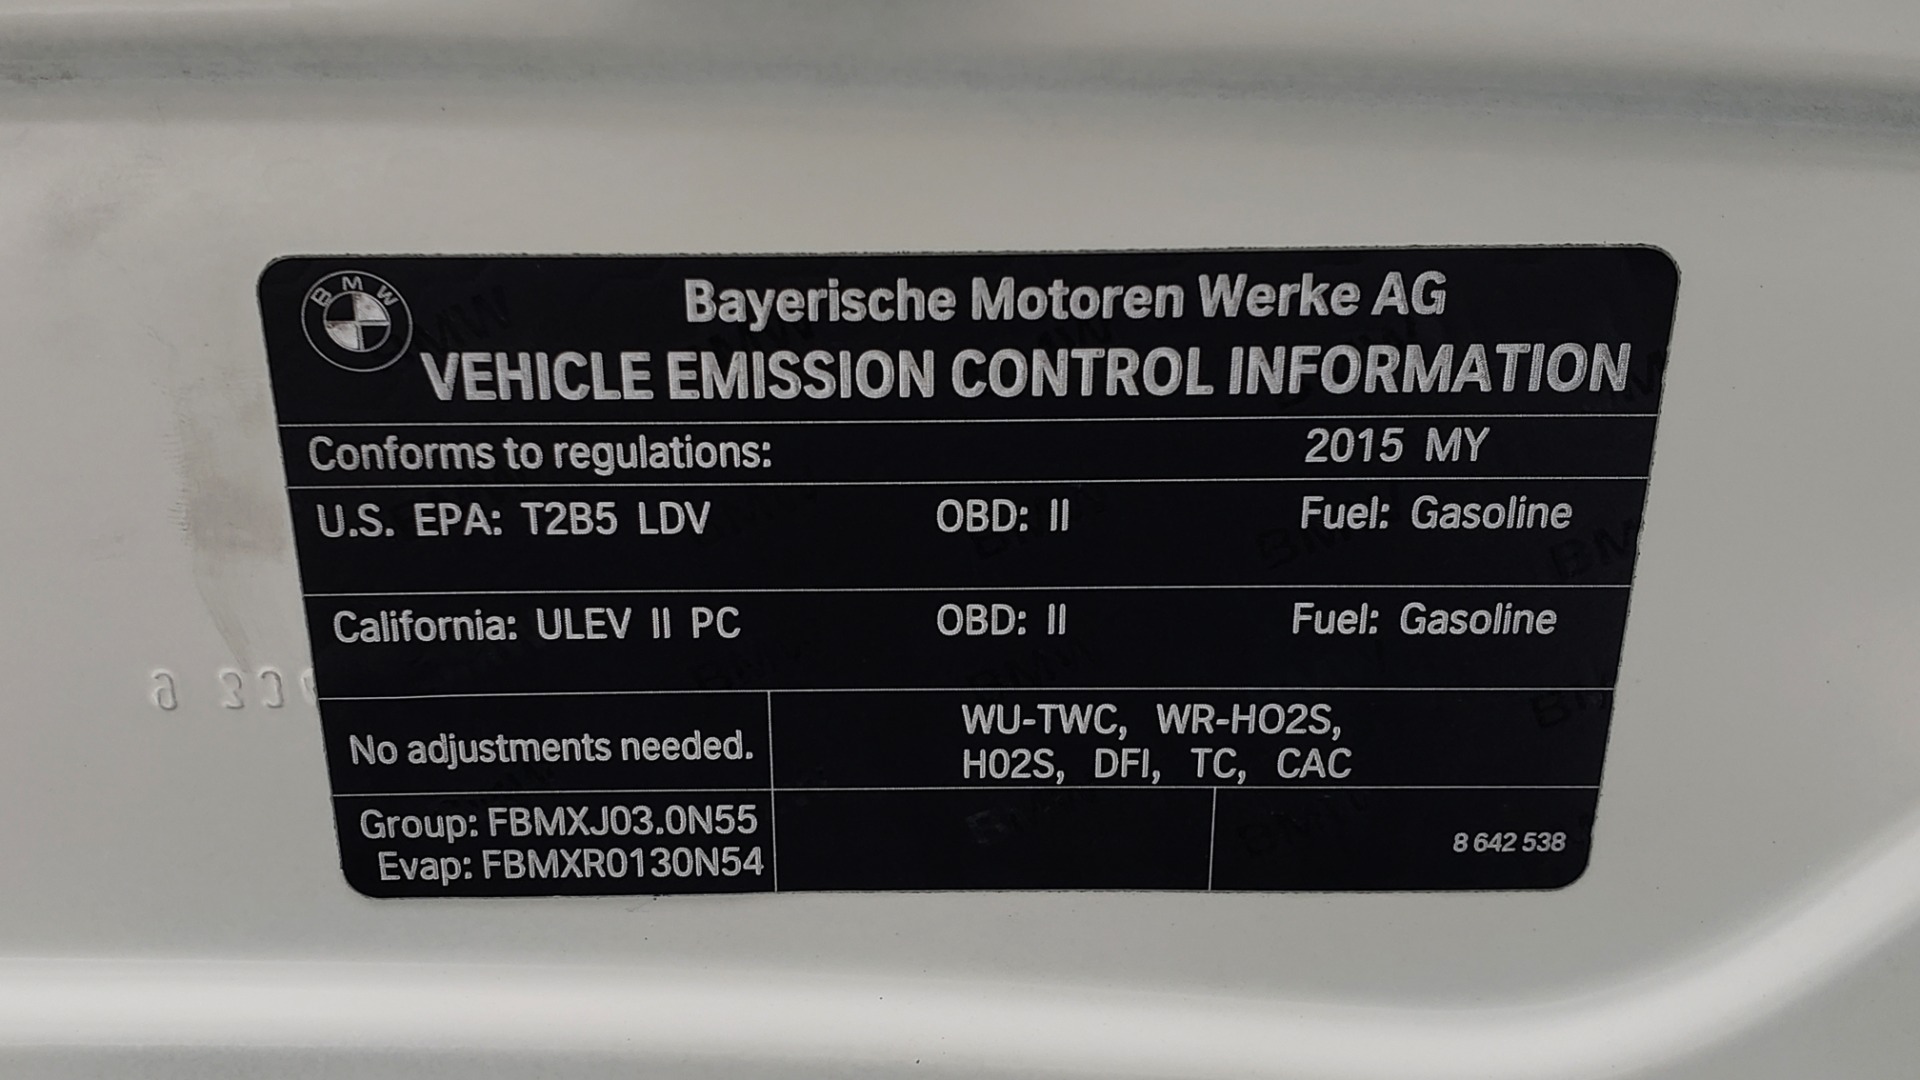 BMW
Bayerische Motoren Werke AG
VEHICLE EMISSION CONTROL INFORMATION
Conforms to regulations: 2015 MY
U.S. EPA: T2B5 LDV OBD: II Fuel: Gasoline
California: ULEV II PC OBD: II Fuel: Gasoline
No adjustments needed.
WU-TWC, WR-HO2S,
H02S, DFI, TC, CAC
Group: FBMXJ03.0N55
Evap: FBMXR0130N54
8 642 538